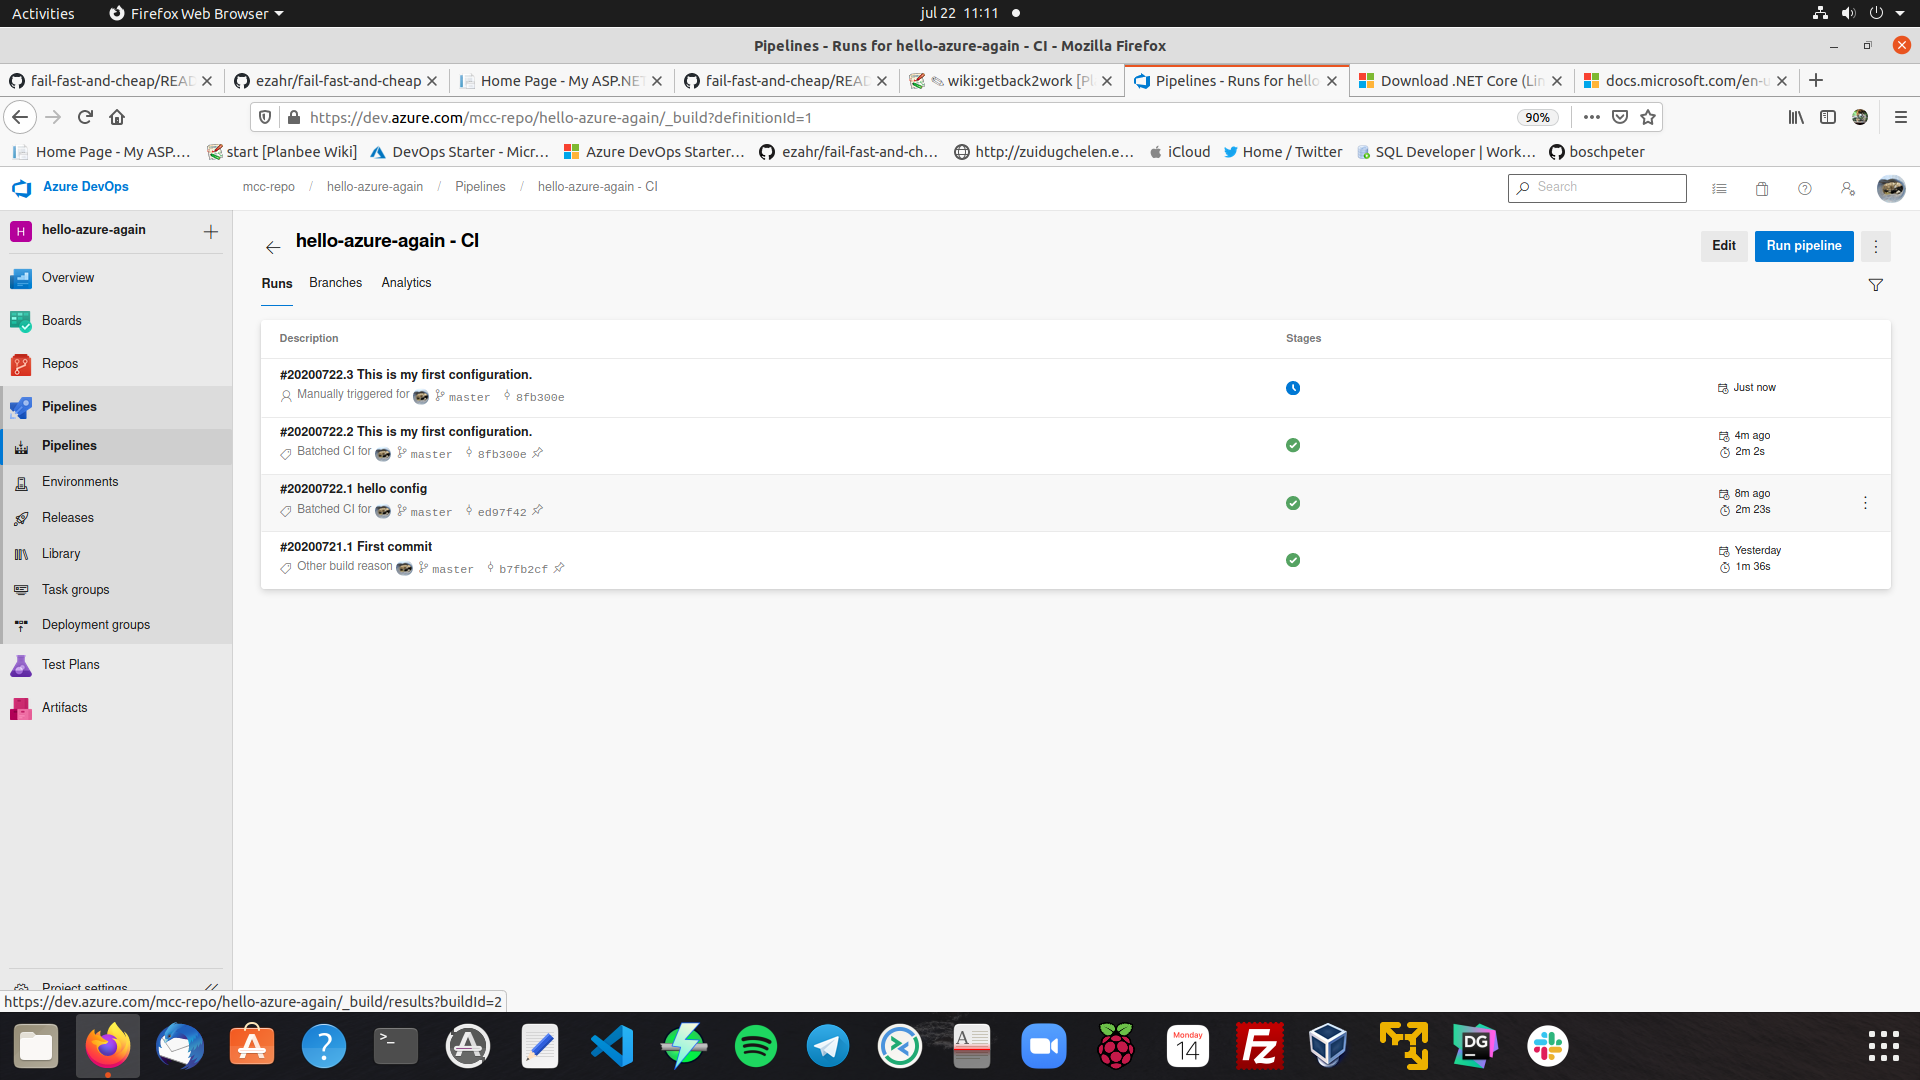 Activities Firefox Web Browser jul 22 11:11
Pipelines - Runs for hello-azure-again - CI - Mozilla Firefox
fail-fast-and-cheap/READ ezahr/fail-fast-and-cheap Home Page - My ASP.NET fail-fast-and-cheap/READ wiki:getback2work [Pl Pipelines - Runs for hello Download .NET Core (Lin docs.microsoft.com/en-u
https://dev.azure.com/mcc-repo/hello-azure-again/_build?definitionId=1 90%
Home Page - My ASP.… start [Planbee Wiki] DevOps Starter - Micr… Azure DevOps Starter… ezahr/fail-fast-and-ch… http://zuidugchelen.e… iCloud Home / Twitter SQL Developer | Work… boschpeter
Azure DevOps mcc-repo / hello-azure-again / Pipelines / hello-azure-again - CI Search
H hello-azure-again
Overview
Boards
Repos
Pipelines
Pipelines
Environments
Releases
Library
Task groups
Deployment groups
Test Plans
Artifacts
Project settings
hello-azure-again - CI Edit Run pipeline
Runs Branches Analytics
Description Stages
#20200722.3 This is my first configuration.
Manually triggered for master 8fb300e Just now
#20200722.2 This is my first configuration. 4m ago
Batched CI for master 8fb300e 2m 2s
#20200722.1 hello config 8m ago
Batched CI for master ed97f42 2m 23s
#20200721.1 First commit Yesterday
Other build reason master b7fb2cf 1m 36s
https://dev.azure.com/mcc-repo/hello-azure-again/_build/results?buildId=2
Monday
14
Fz
DG